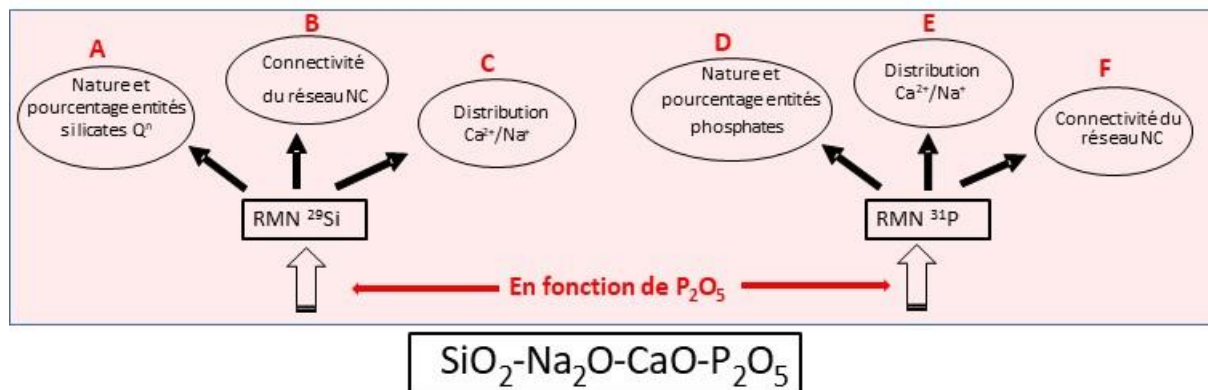 A
Nature et
pourcentage entités
silicates Qⁿ
B
Connectivité
du réseau NC
C
Distribution
Ca²⁺/Na⁺
D
Nature et
pourcentage entités
phosphates
E
Distribution
Ca²⁺/Na⁺
F
Connectivité du
réseau NC
RMN ²⁹Si
RMN ³¹P
En fonction de P₂O₅
SiO₂-Na₂O-CaO-P₂O₅